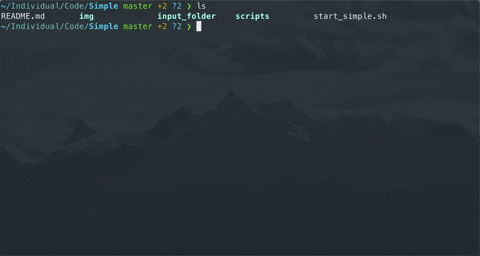 ~/Individual/Code/Simple master +2 ?2 ❯ ls
README.md img input_folder scripts start_simple.sh
~/Individual/Code/Simple master +2 ?2 ❯